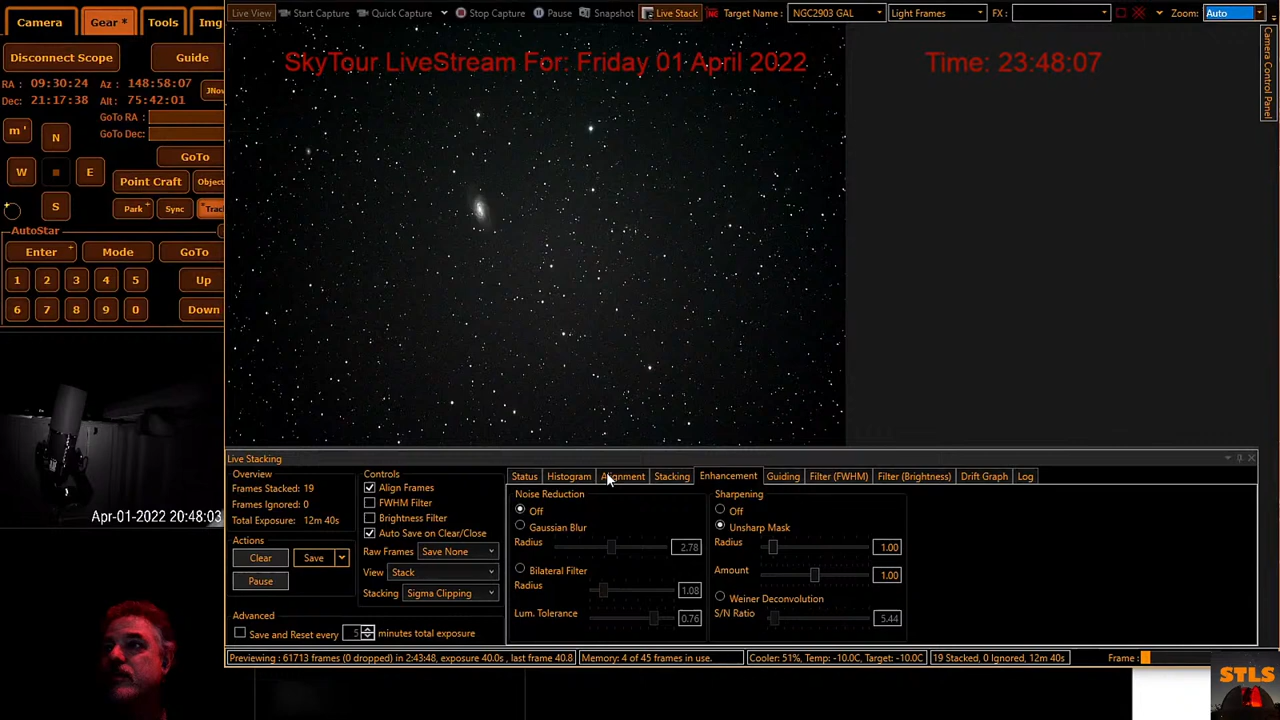 Camera Gear * Tools Img
Disconnect Scope Guide
RA : 09:30:24 Az : 148:58:07
Dec: 21:17:38 Alt : 75:42:01
JNov
GoTo RA :
GoTo Dec:
m ' N
GoTo
W E
Point Craft Object
S Park + Sync Track
AutoStar
Enter + Mode GoTo
1 2 3 4 5 Up
6 7 8 9 0 Down
Apr-01-2022 20:48:03
Live View Start Capture Quick Capture Stop Capture Pause Snapshot Live Stack NC Target Name : NGC2903 GAL Light Frames FX : Zoom: Auto
SkyTour LiveStream For: Friday 01 April 2022 Time: 23:48:07
Camera Control Panel
Live Stacking
Overview
Frames Stacked: 19
Frames Ignored: 0
Total Exposure: 12m 40s
Actions
Clear Save
Pause
Advanced
Save and Reset every 5 minutes total exposure
Controls
Align Frames
FWHM Filter
Brightness Filter
Auto Save on Clear/Close
Raw Frames Save None
View Stack
Stacking Sigma Clipping
Status Histogram Alignment Stacking Enhancement Guiding Filter (FWHM) Filter (Brightness) Drift Graph Log
Noise Reduction
Off
Gaussian Blur
Radius 2.78
Bilateral Filter
Radius 1.08
Lum. Tolerance 0.76
Sharpening
Off
Unsharp Mask
Radius 1.00
Amount 1.00
Weiner Deconvolution
S/N Ratio 5.44
Previewing : 61713 frames (0 dropped) in 2:43:48, exposure 40.0s , last frame 40.8 Memory: 4 of 45 frames in use. Cooler: 51%, Temp: -10.0C, Target: -10.0C 19 Stacked, 0 Ignored, 12m 40s Frame :
STLS